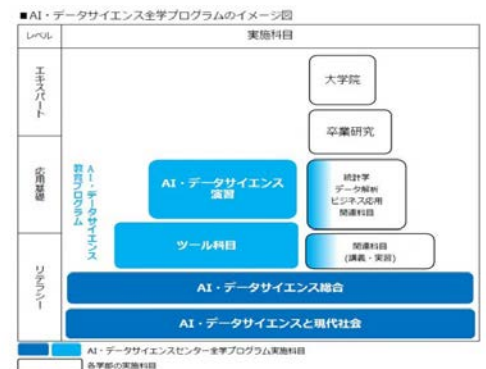 ■AI・データサイエンス全学プログラムのイメージ図
レベル
実施科目
エキスパート
大学院
卒業研究
応用基礎
AI・データサイエンス
教育プログラム
AI・データサイエンス
演習
統計学
データ解析
ビジネス応用
関連科目
リテラシー
ツール科目
関連科目
(講義・実習)
AI・データサイエンス総合
AI・データサイエンスと現代社会
AI・データサイエンスセンター全学プログラム実施科目
各学部の実施科目